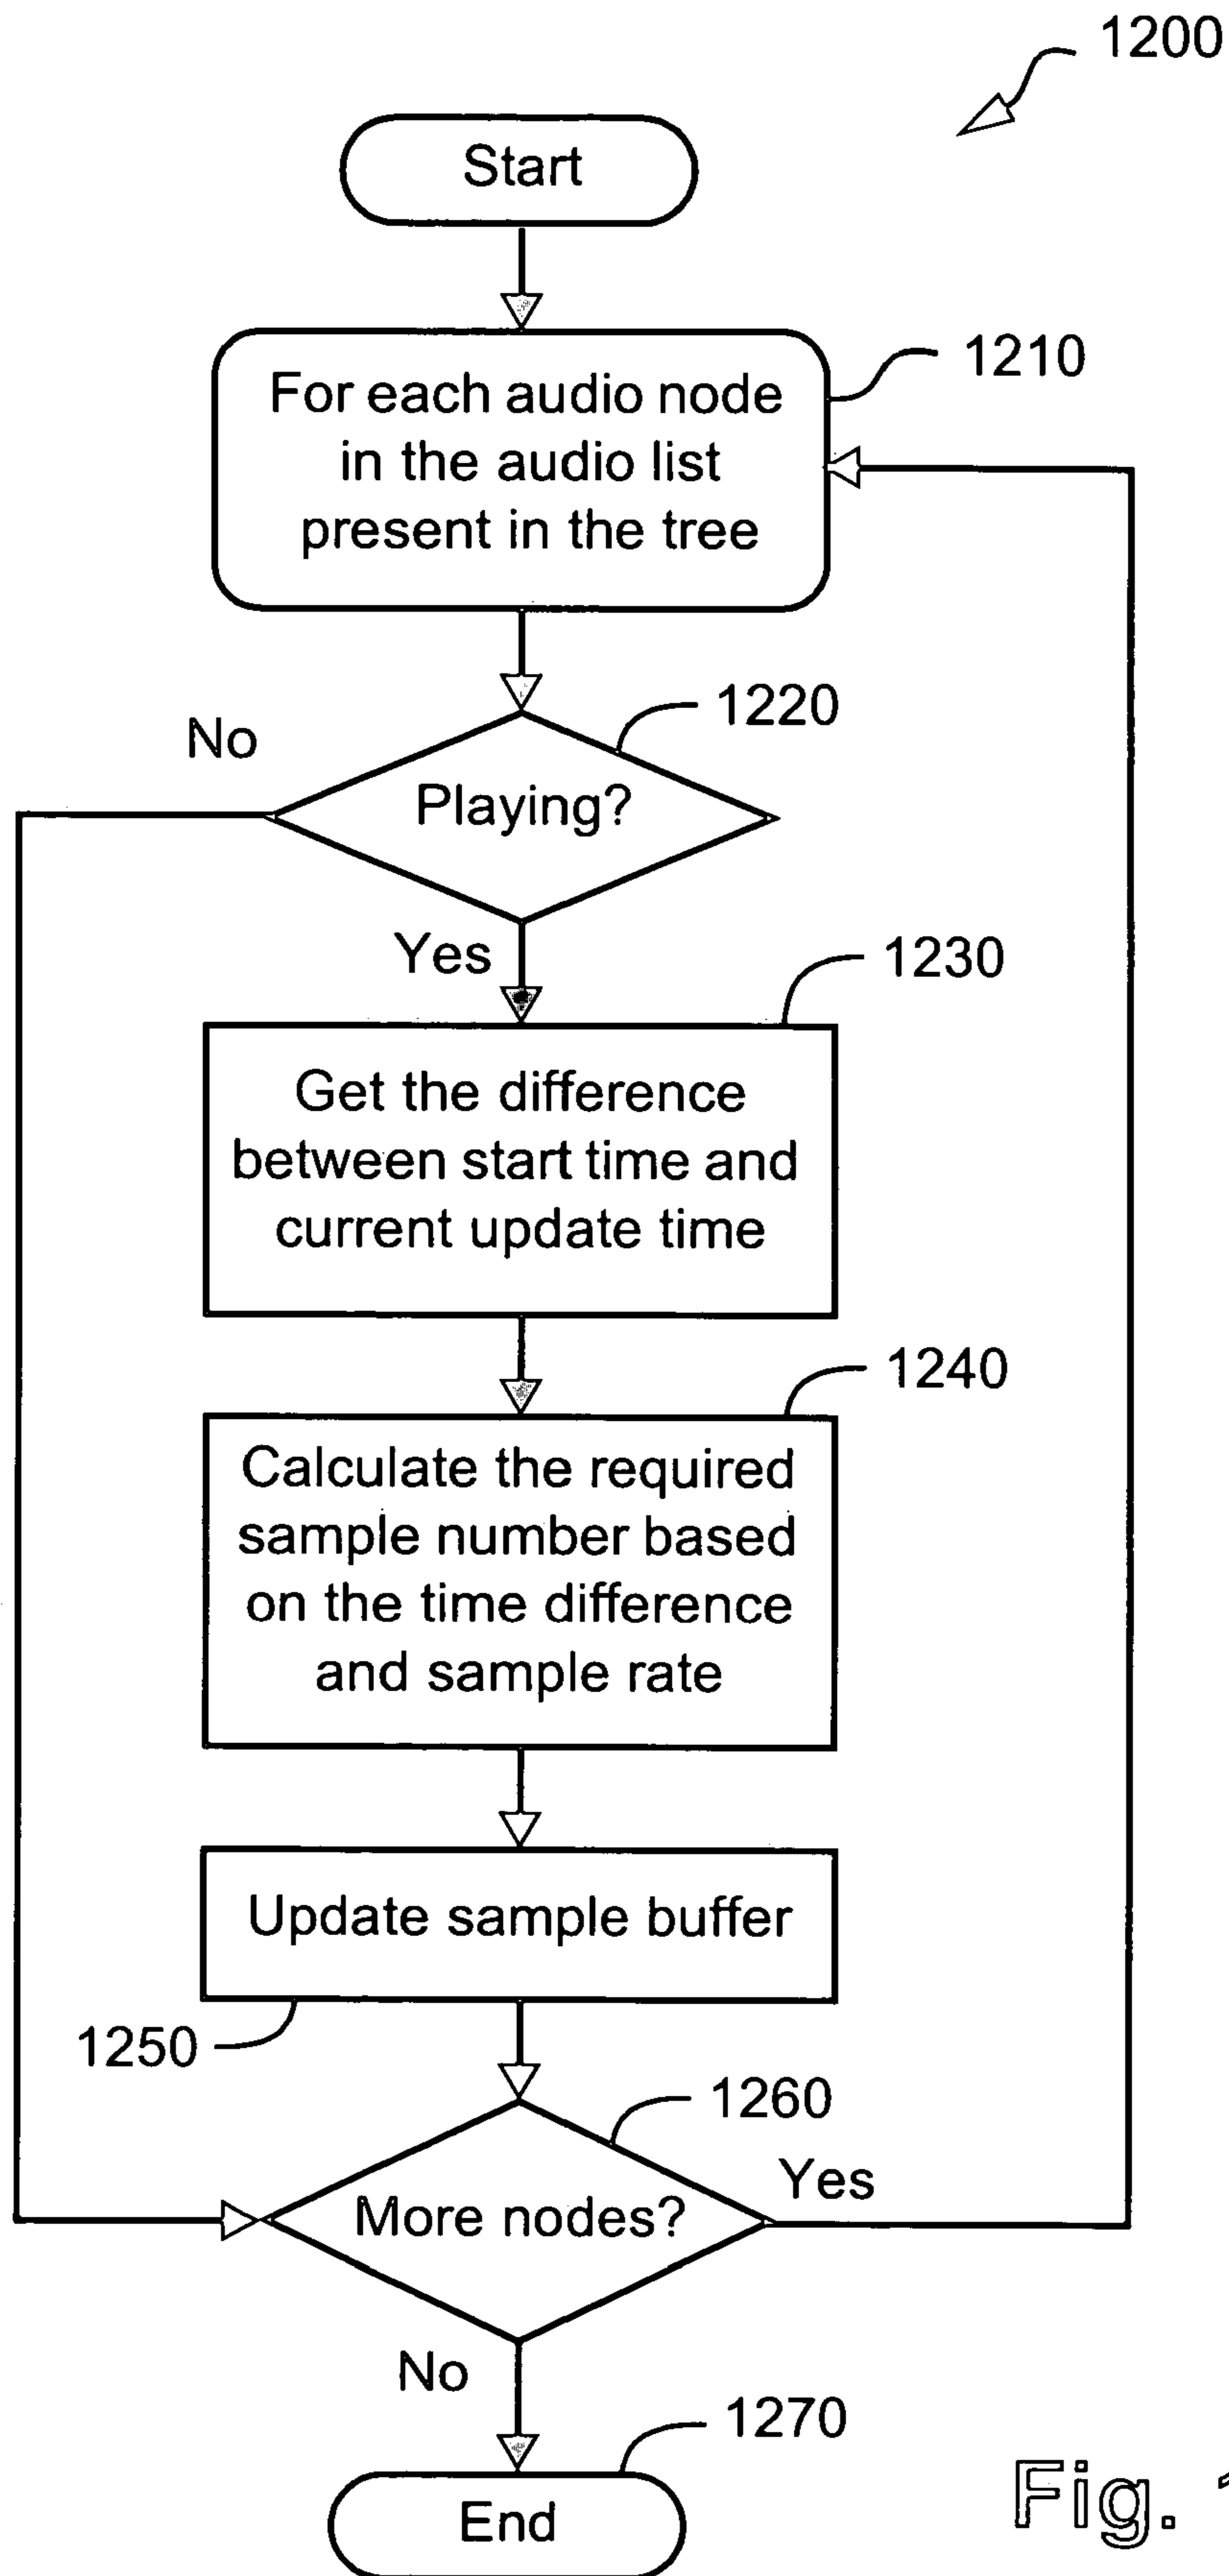 1200
Start
For each audio node
in the audio list
present in the tree
1210
1220
No
Playing?
Yes
1230
Get the difference
between start time and
current update time
1240
Calculate the required
sample number based
on the time difference
and sample rate
Update sample buffer
1250
1260
More nodes?
Yes
No
1270
End
Fig.